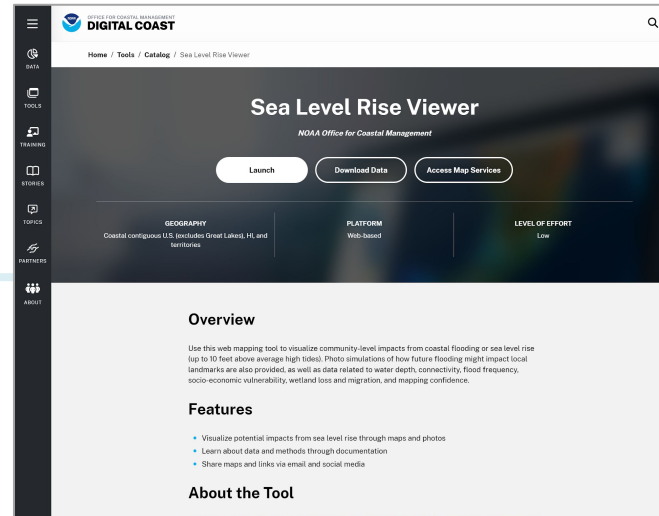 OFFICE FOR COASTAL MANAGEMENT
DIGITAL COAST
Home / Tools / Catalog / Sea Level Rise Viewer
DATA
TOOLS
TRAINING
STORIES
TOPICS
PARTNERS
ABOUT
Sea Level Rise Viewer
NOAA Office for Coastal Management
Launch
Download Data
Access Map Services
GEOGRAPHY
Coastal contiguous U.S. (excludes Great Lakes), HI, and
territories
PLATFORM
Web-based
LEVEL OF EFFORT
Low
Overview
Use this web mapping tool to visualize community-level impacts from coastal flooding or sea level rise
(up to 10 feet above average high tides). Photo simulations of how future flooding might impact local
landmarks are also provided, as well as data related to water depth, connectivity, flood frequency,
socio-economic vulnerability, wetland loss and migration, and mapping confidence.
Features
Visualize potential impacts from sea level rise through maps and photos
Learn about data and methods through documentation
Share maps and links via email and social media
About the Tool